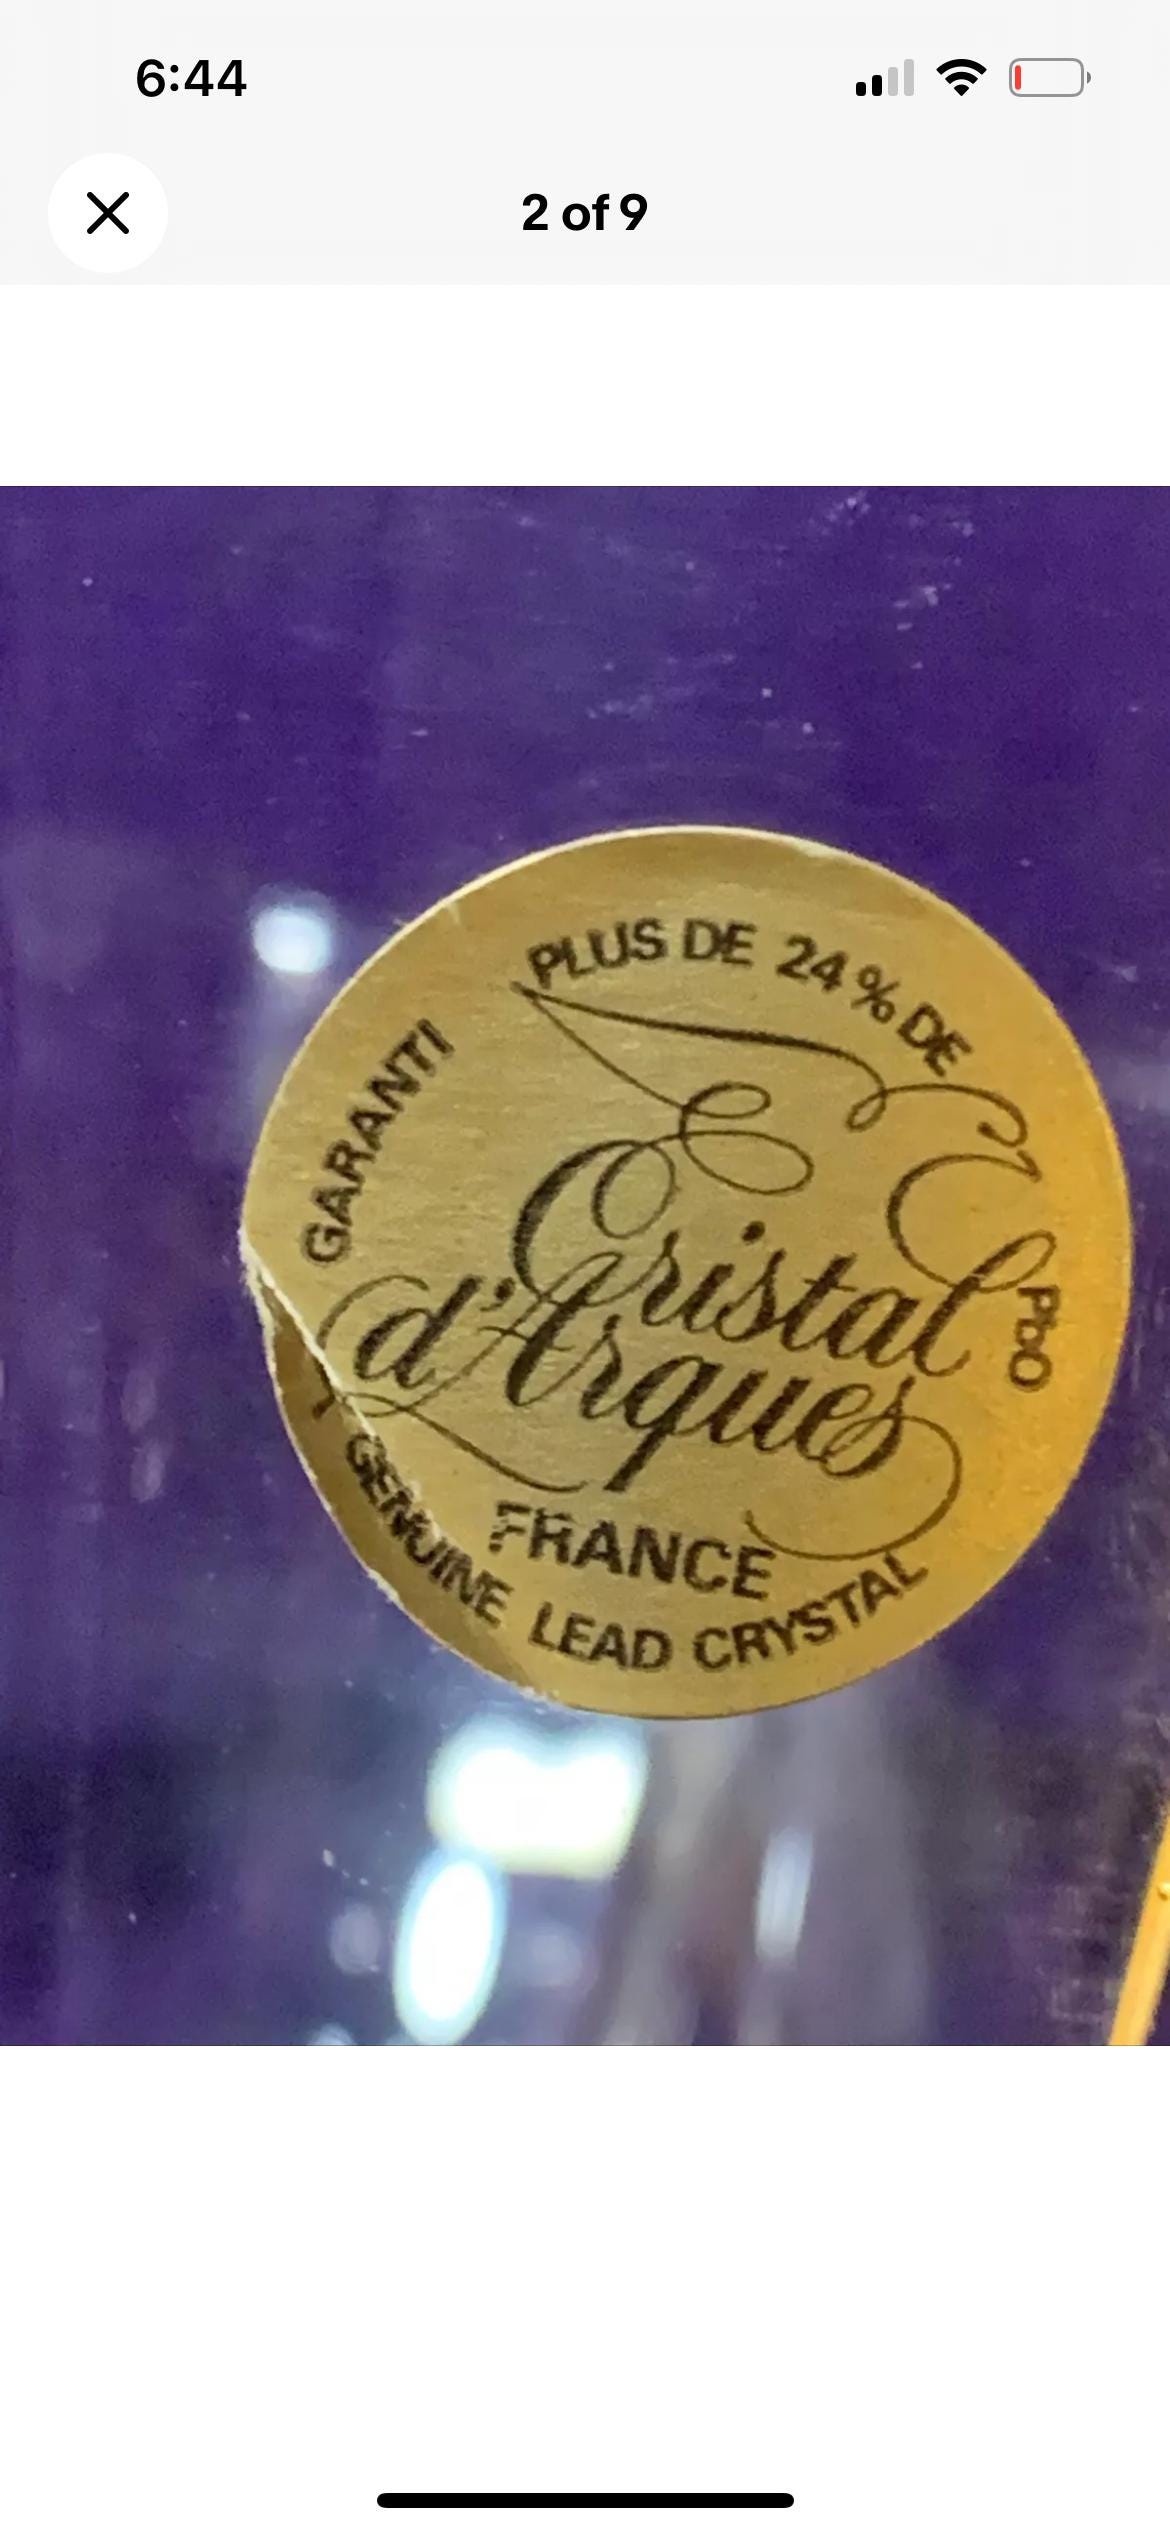 6:44
2 of 9
GARANTI PLUS DE 24% DE PbO
Cristal
d'Arques
FRANCE
GENUINE LEAD CRYSTAL